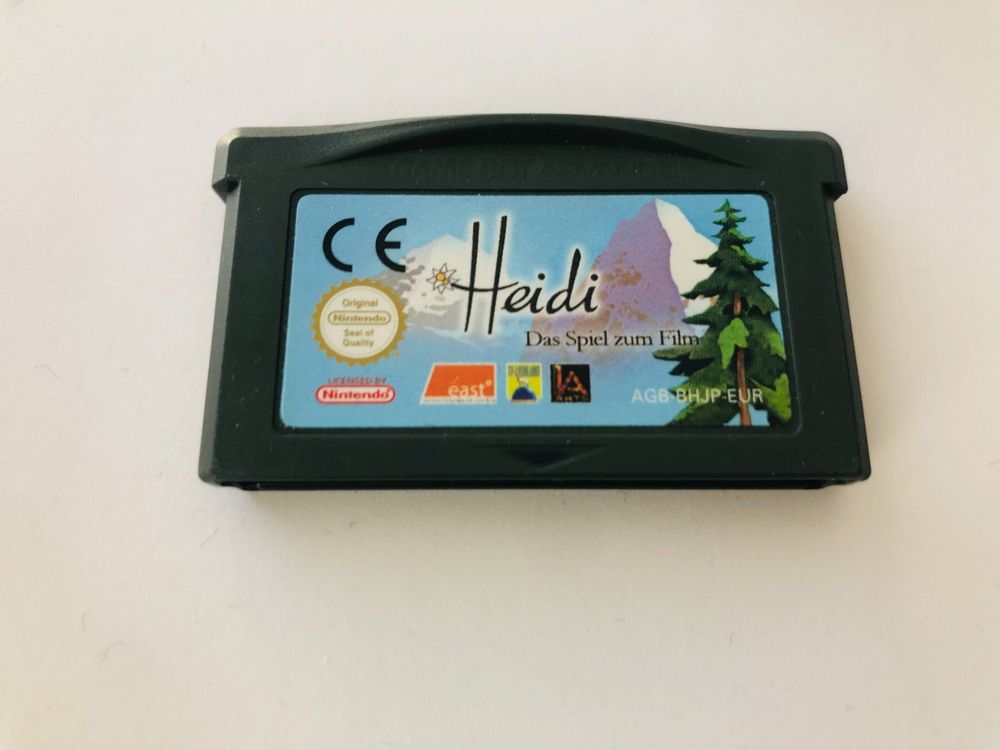 GAME BOY ADVANCE
CE
Heidi
Das Spiel zum Film
Original
Nintendo
Seal of
Quality
LICENSED BY
Nintendo
east
AGB-BHJP-EUR